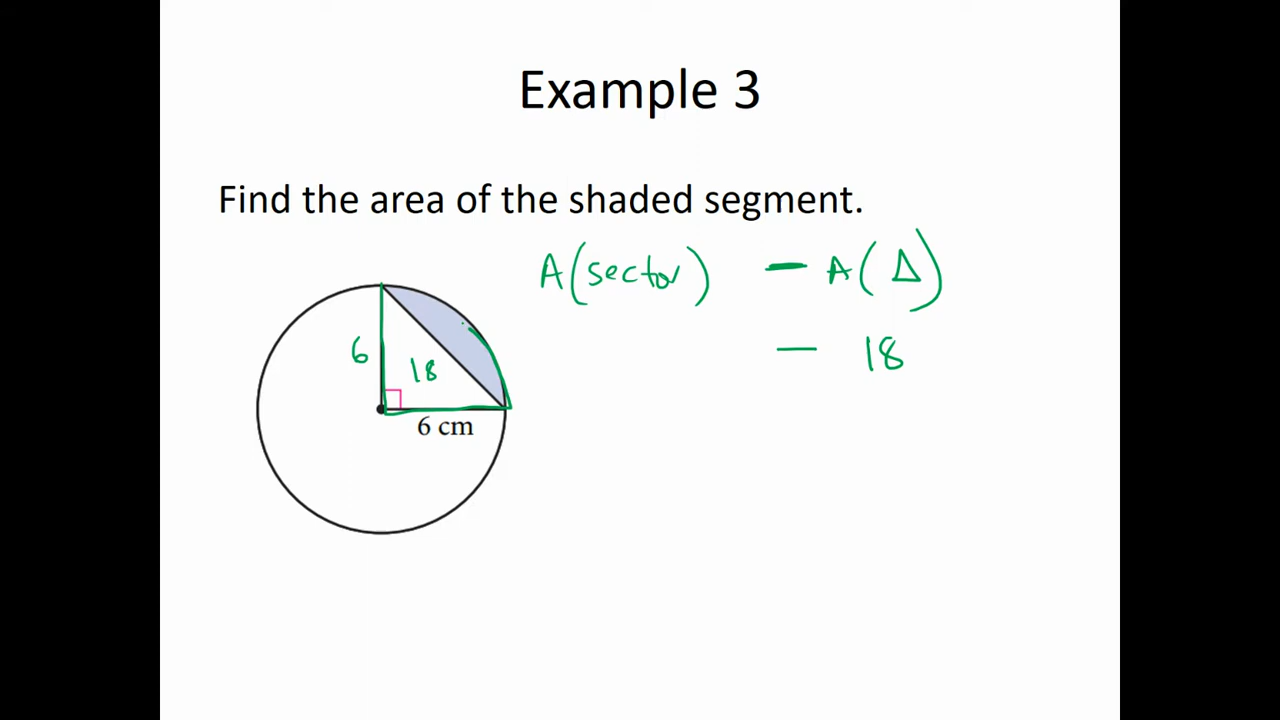 Example 3
Find the area of the shaded segment.
A(sector) − A(Δ)
6 18 − 18
6 cm